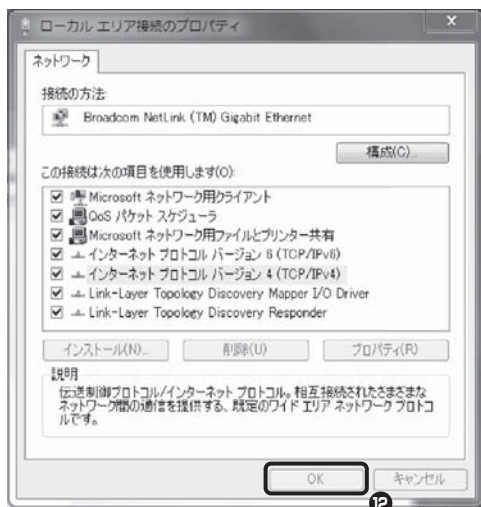 ローカル エリア接続のプロパティ
ネットワーク
接続の方法:
Broadcom NetLink (TM) Gigabit Ethernet
構成(C)...
この接続は次の項目を使用します(O):
Microsoft ネットワーク用クライアント
QoS パケット スケジューラ
Microsoft ネットワーク用ファイルとプリンター共有
インターネット プロトコル バージョン 6 (TCP/IPv6)
インターネット プロトコル バージョン 4 (TCP/IPv4)
Link-Layer Topology Discovery Mapper I/O Driver
Link-Layer Topology Discovery Responder
インストール(N)... 削除(U) プロパティ(R)
説明
伝送制御プロトコル/インターネット プロトコル。相互接続されたさまざまな
ネットワーク間の通信を提供する、既定のワイド エリア ネットワーク プロトコ
ルです。
OK キャンセル
⓬